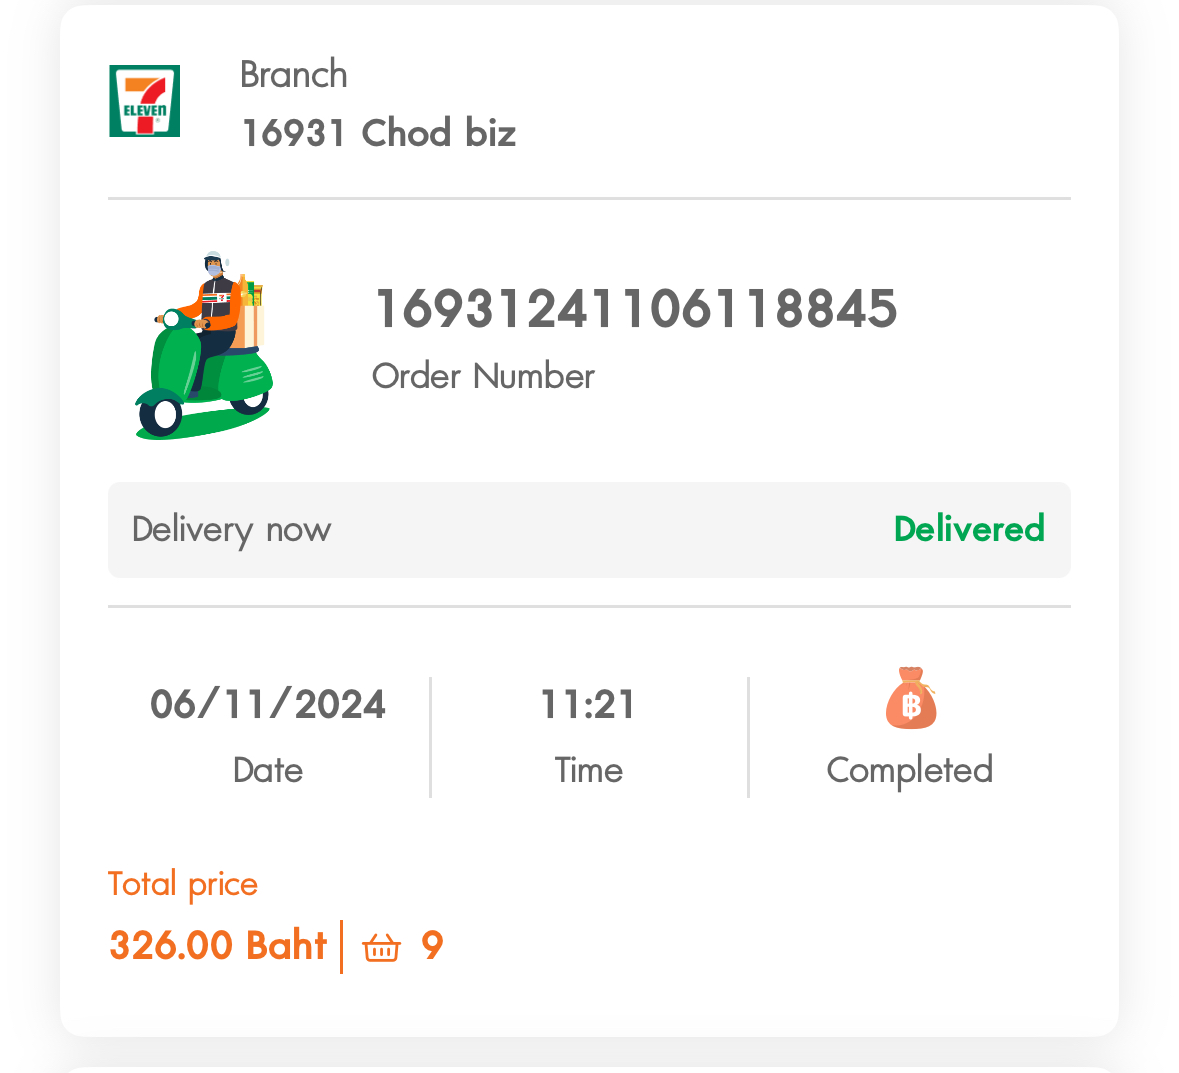 7
ELEVEN
Branch
16931 Chod biz
16931241106118845
Order Number
Delivery now
Delivered
06/11/2024
Date
11:21
Time
฿
Completed
Total price
326.00 Baht
9